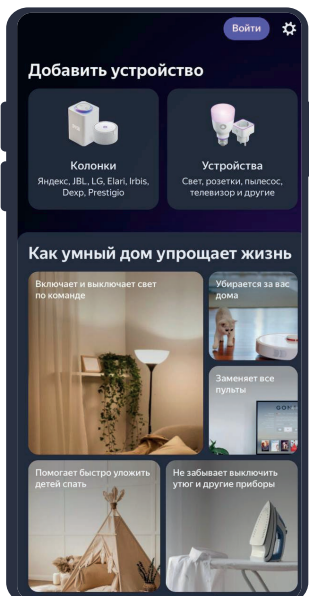 Войти
Добавить устройство
Колонки
Яндекс, JBL, LG, Elari, Irbis,
Dexp, Prestigio
Устройства
Свет, розетки, пылесос,
телевизор и другие
Как умный дом упрощает жизнь
Включает и выключает свет
по команде
Убирается за вас
дома
Заменяет все
пульты
Помогает быстро уложить
детей спать
Не забывает выключить
утюг и другие приборы